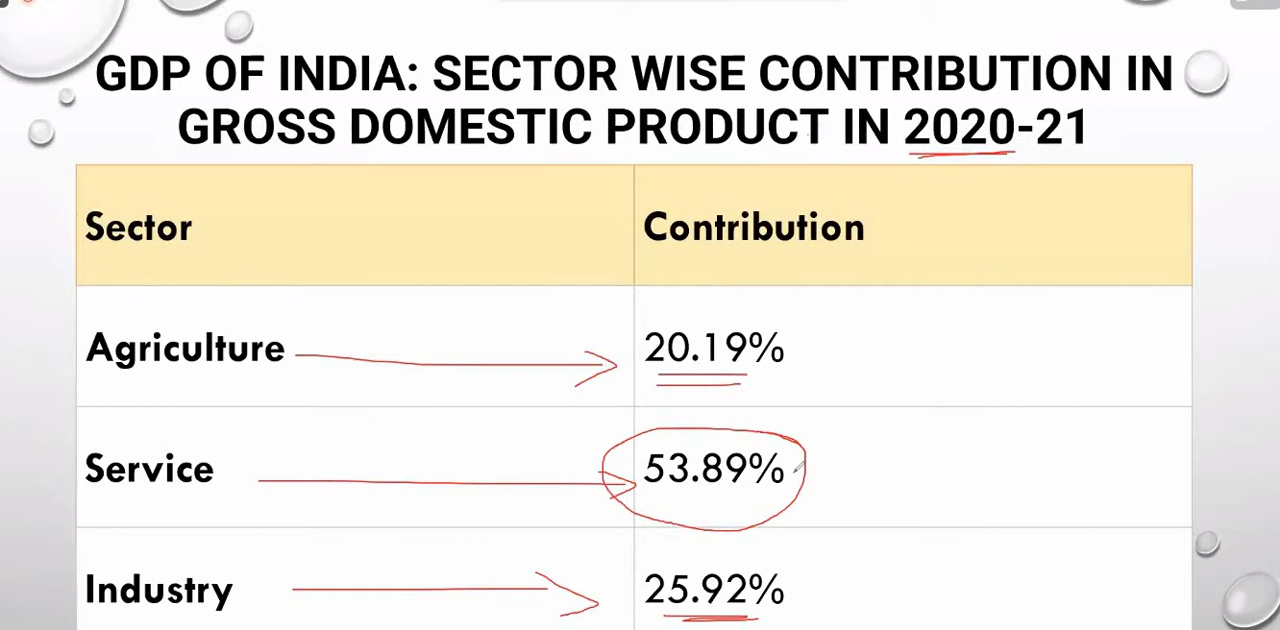 GDP OF INDIA: SECTOR WISE CONTRIBUTION IN
GROSS DOMESTIC PRODUCT IN 2020-21
Sector Contribution
Agriculture 20.19%
Service 53.89%
Industry 25.92%